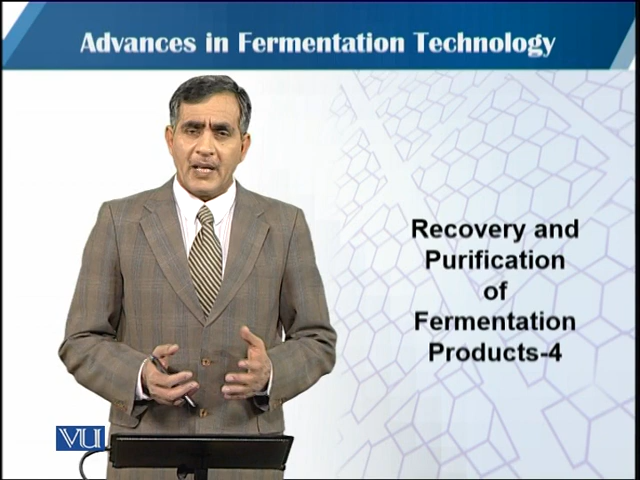 Advances in Fermentation Technology
Recovery and
Purification
of
Fermentation
Products-4
VU